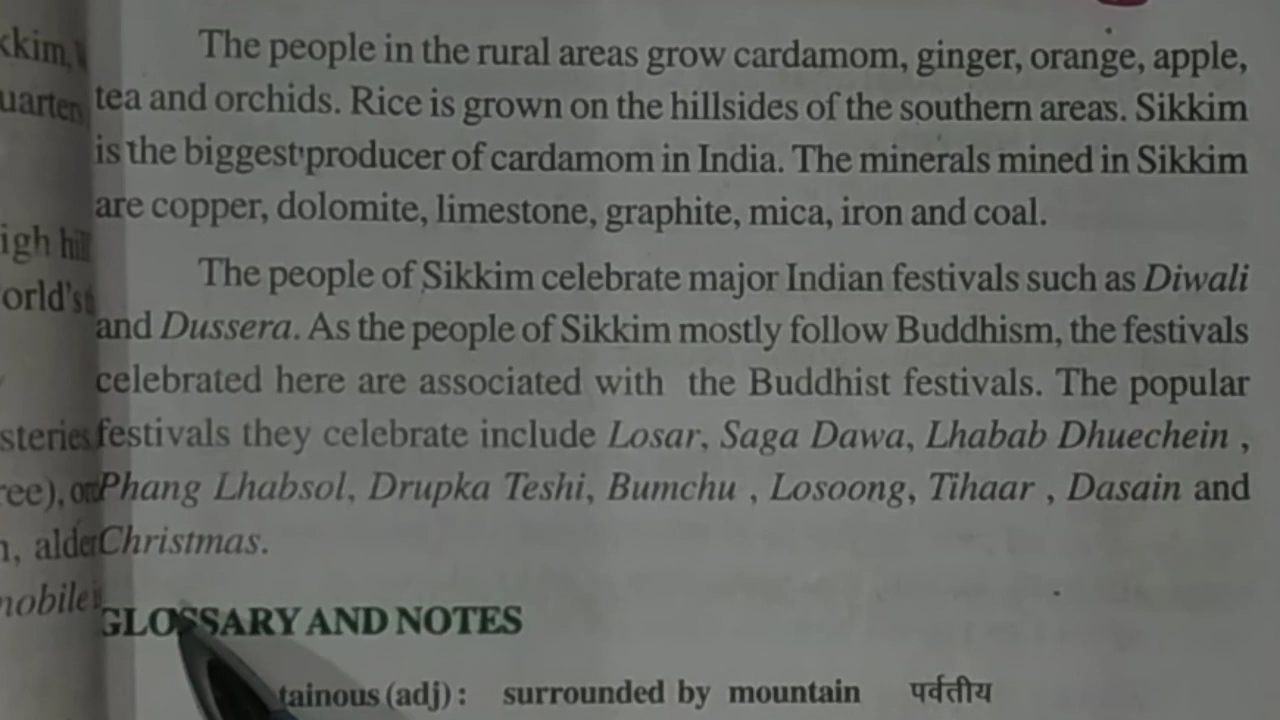 The people in the rural areas grow cardamom, ginger, orange, apple,
tea and orchids. Rice is grown on the hillsides of the southern areas. Sikkim
is the biggest producer of cardamom in India. The minerals mined in Sikkim
are copper, dolomite, limestone, graphite, mica, iron and coal.
The people of Sikkim celebrate major Indian festivals such as Diwali
and Dussera. As the people of Sikkim mostly follow Buddhism, the festivals
celebrated here are associated with the Buddhist festivals. The popular
festivals they celebrate include Losar, Saga Dawa, Lhabab Dhuechein ,
Phang Lhabsol, Drupka Teshi, Bumchu , Losoong, Tihaar , Dasain and
Christmas.
GLOSSARY AND NOTES
tainous (adj) : surrounded by mountain पर्वतीय